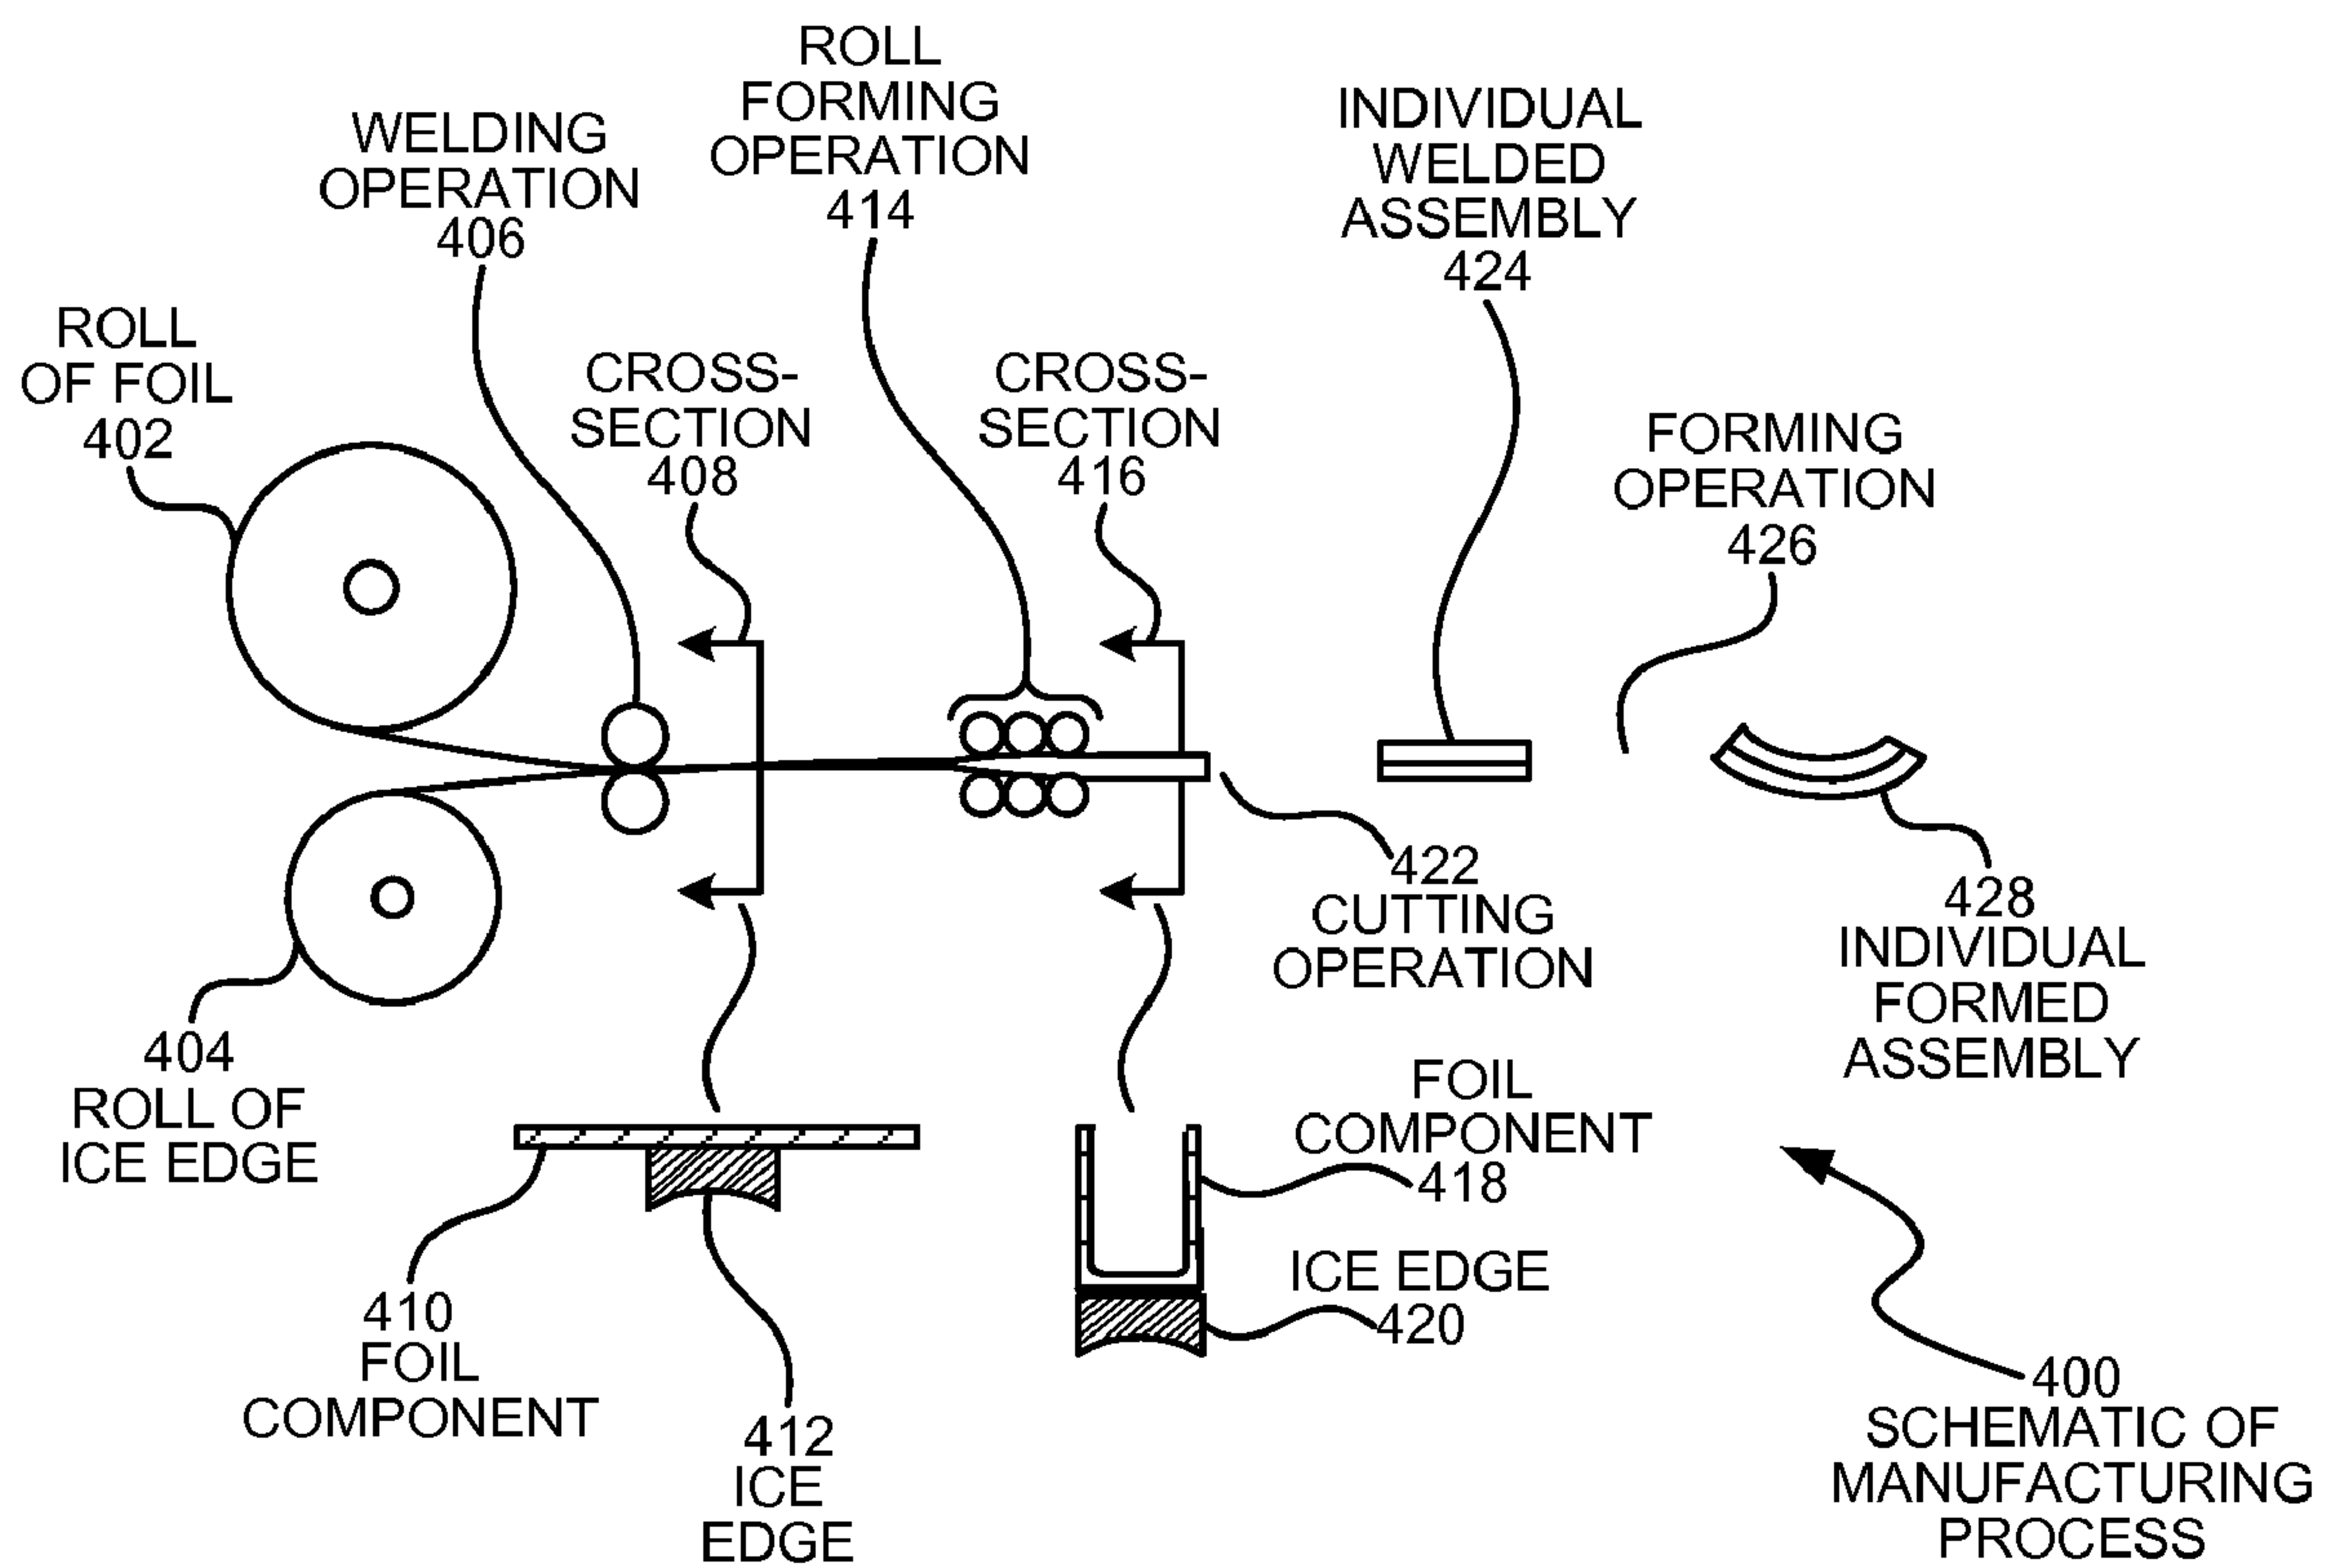 ROLL
FORMING
OPERATION
414
WELDING
OPERATION
406
INDIVIDUAL
WELDED
ASSEMBLY
424
ROLL
OF FOIL
402
CROSS-
SECTION
408
CROSS-
SECTION
416
FORMING
OPERATION
426
422
CUTTING
OPERATION
428
INDIVIDUAL
FORMED
ASSEMBLY
404
ROLL OF
ICE EDGE
FOIL
COMPONENT
418
ICE EDGE
420
410
FOIL
COMPONENT
412
ICE
EDGE
400
SCHEMATIC OF
MANUFACTURING
PROCESS